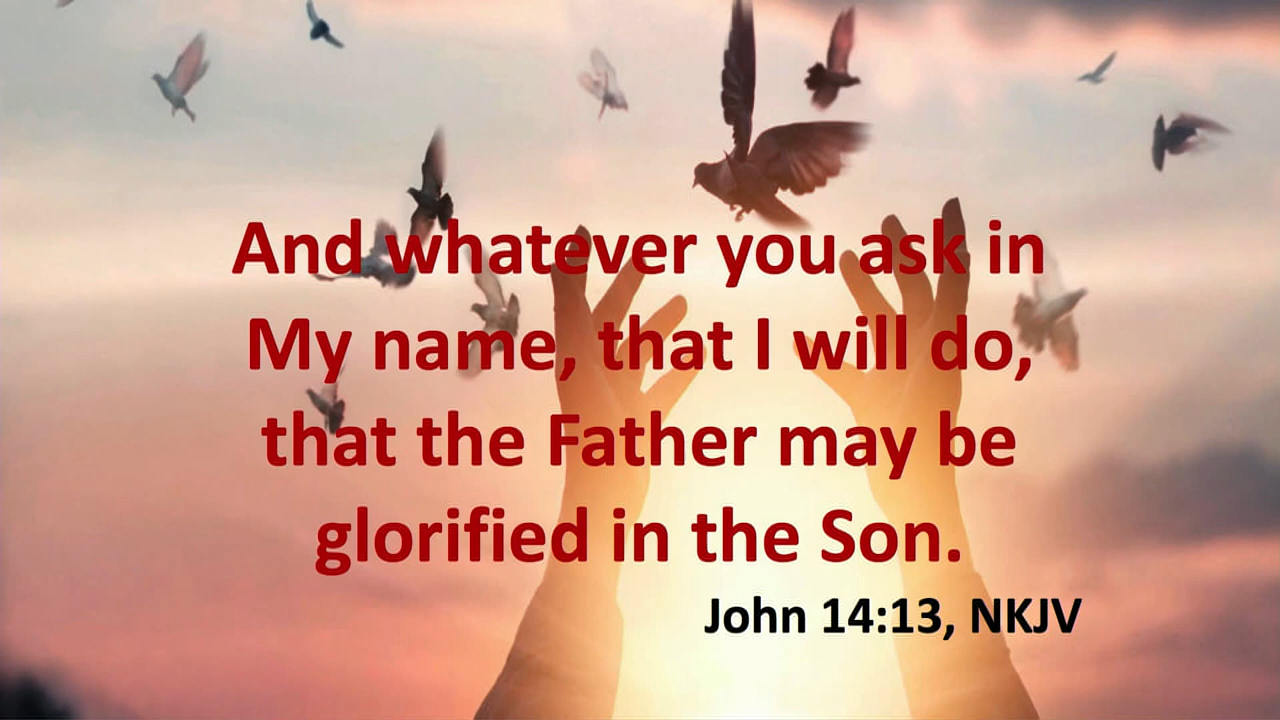 And whatever you ask in
My name, that I will do,
that the Father may be
glorified in the Son.
John 14:13, NKJV